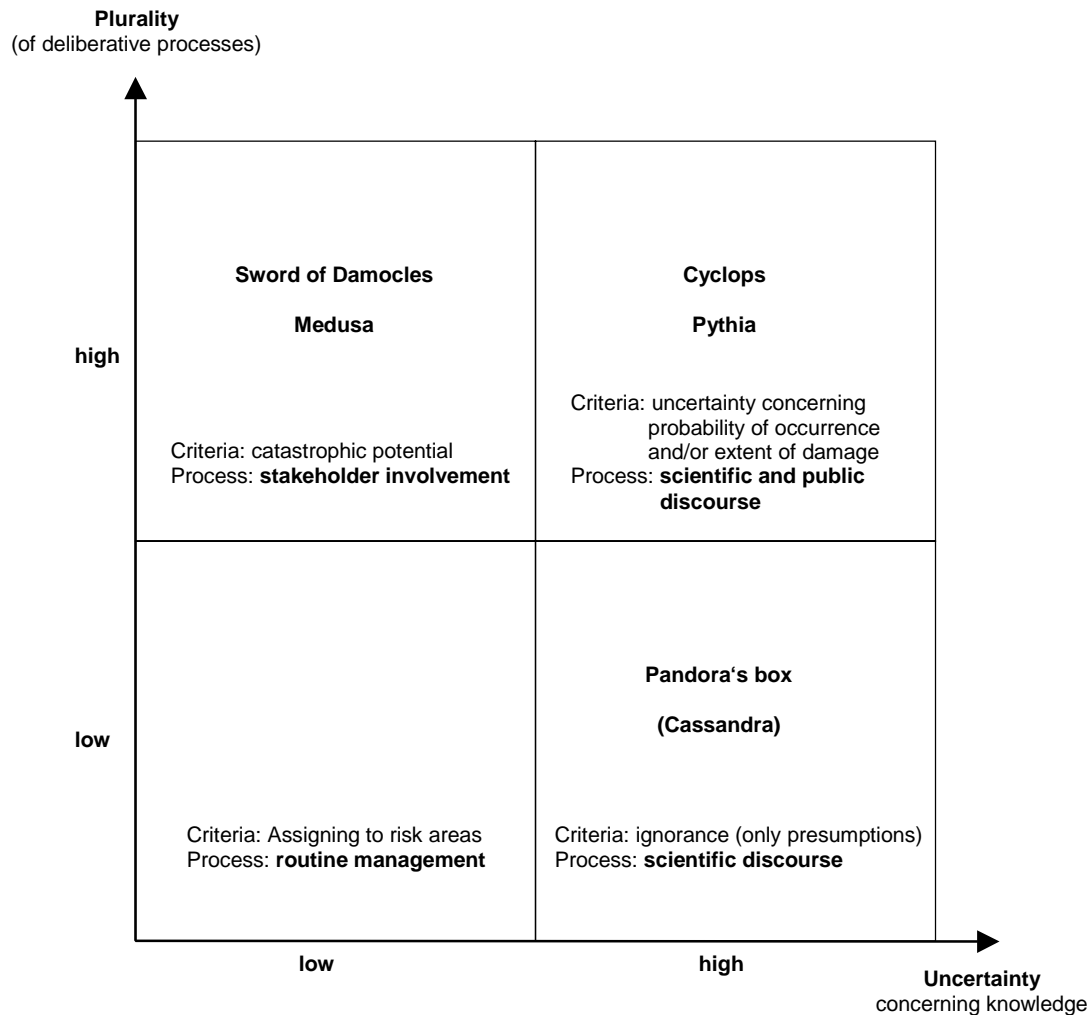 Plurality
(of deliberative processes)
Sword of Damocles
Medusa
Criteria: catastrophic potential
Process: stakeholder involvement
Cyclops
Pythia
Criteria: uncertainty concerning
probability of occurrence
and/or extent of damage
Process: scientific and public
discourse
high
Criteria: Assigning to risk areas
Process: routine management
Pandora‘s box
(Cassandra)
Criteria: ignorance (only presumptions)
Process: scientific discourse
low
low
high
Uncertainty
concerning knowledge